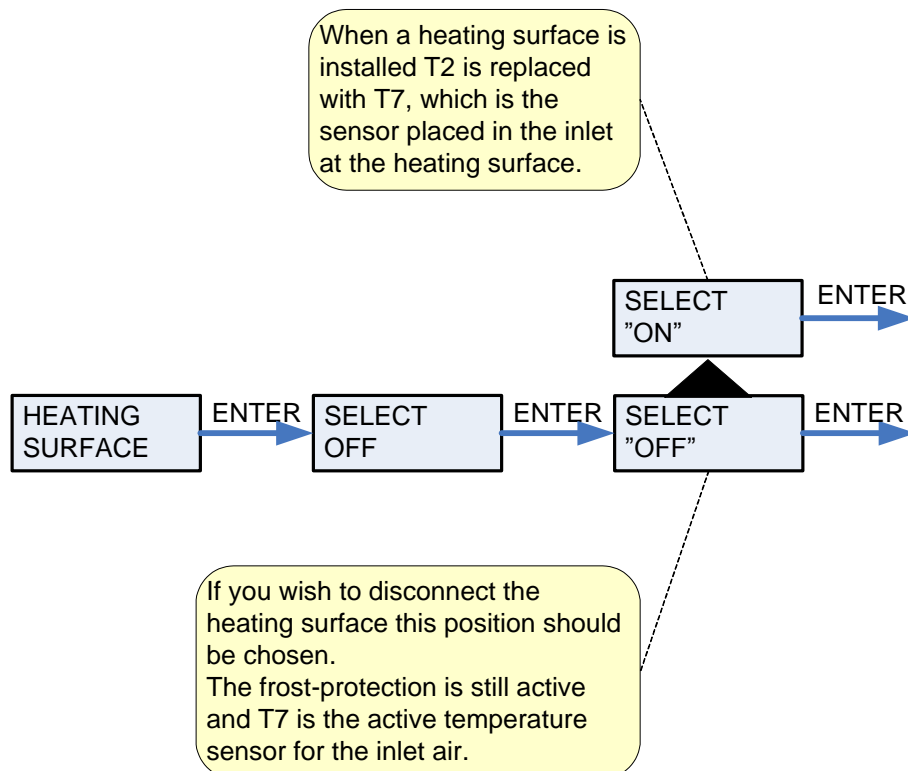 When a heating surface is
installed T2 is replaced
with T7, which is the
sensor placed in the inlet
at the heating surface.
SELECT
”ON”
ENTER
HEATING
SURFACE
ENTER
SELECT
OFF
ENTER
SELECT
”OFF”
ENTER
If you wish to disconnect the
heating surface this position should
be chosen.
The frost-protection is still active
and T7 is the active temperature
sensor for the inlet air.